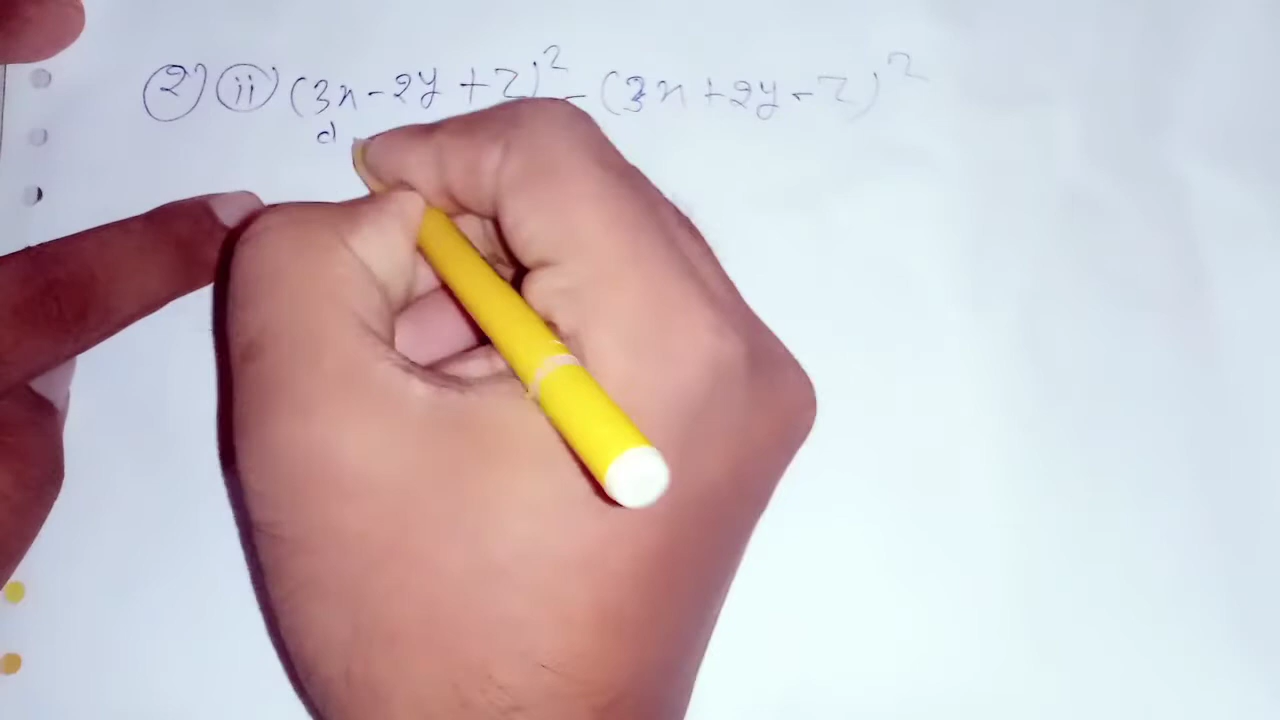 2) ii) (3x - 2y + z)² - (3x + 2y - z)²
a